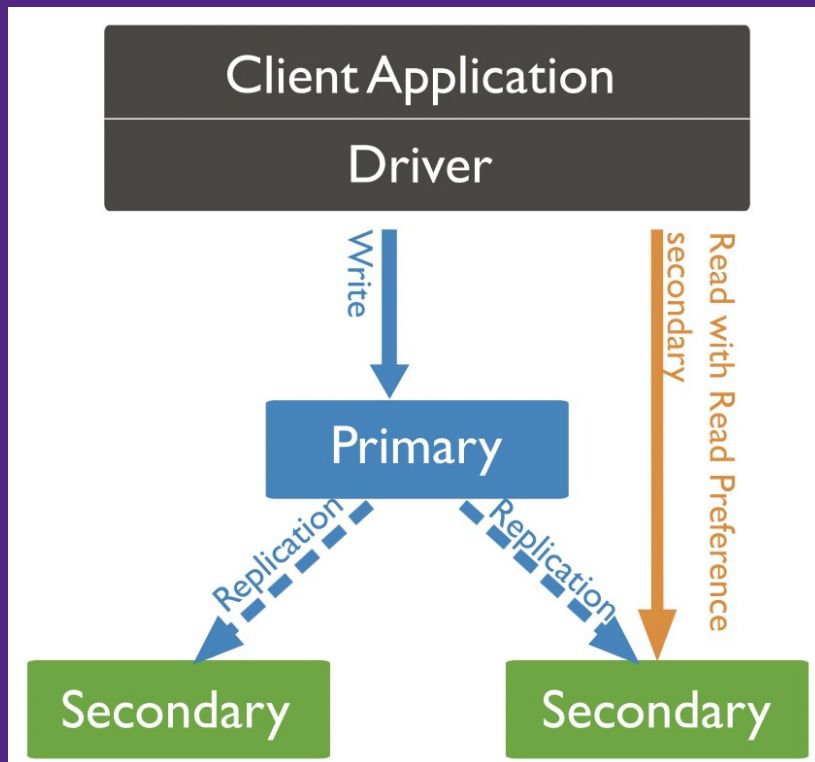 Client Application
Driver
Write
Read with Read Preference
secondary
Primary
Replication
Replication
Secondary
Secondary